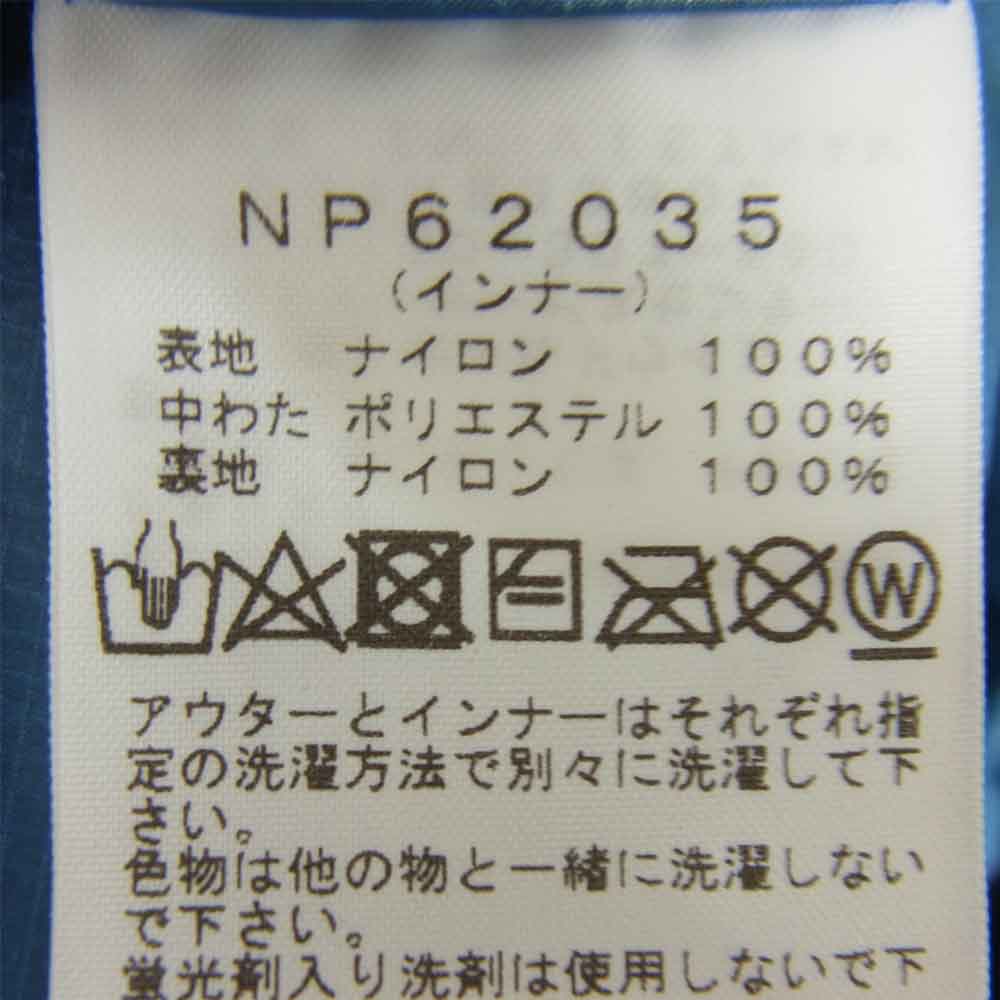 NP62035
(インナー)
表地 ナイロン 100%
中わた ポリエステル 100%
裏地 ナイロン 100%
W
アウターとインナーはそれぞれ指
定の洗濯方法で別々に洗濯して下
さい。
色物は他の物と一緒に洗濯しない
で下さい。
蛍光剤入り洗剤は使用しないで下